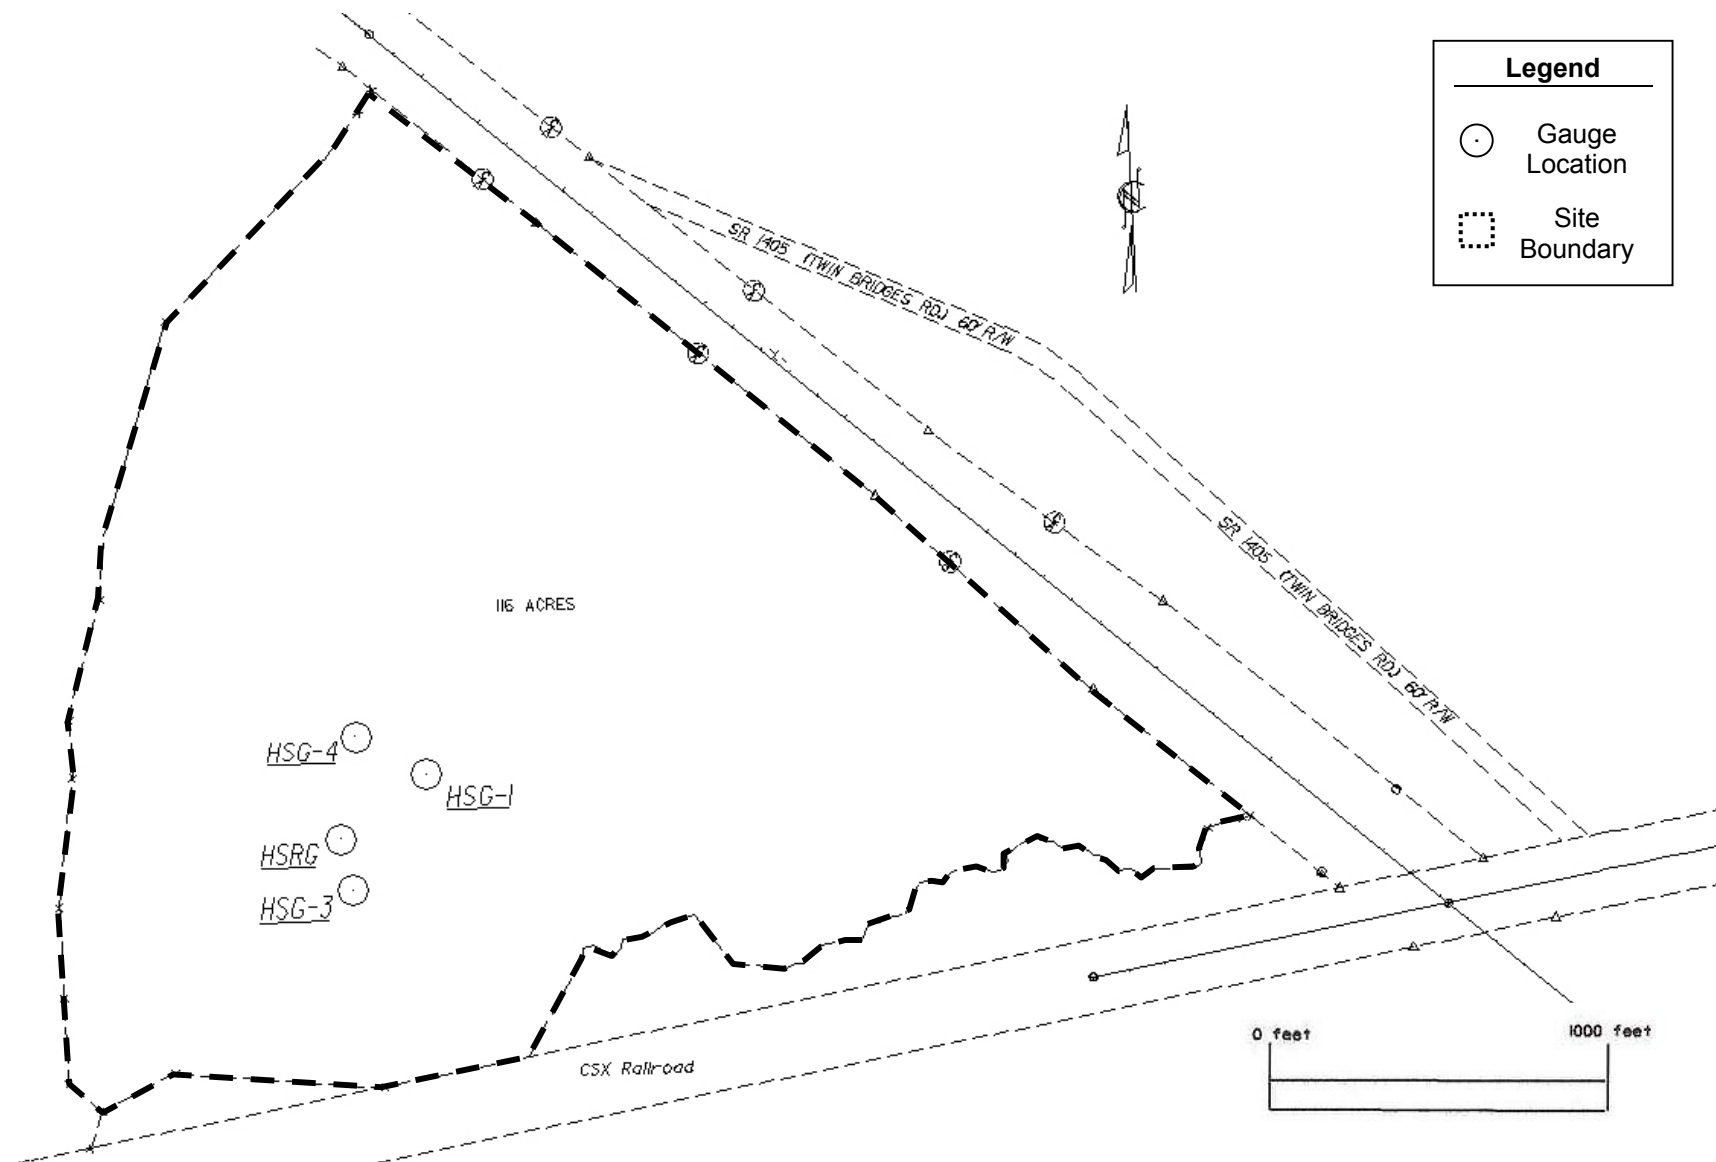 Legend
Gauge
Location
Site
Boundary
SR 1405 (TWIN BRIDGES RD.) 60' R/W
SR 1405 (TWIN BRIDGES RD.) 60' R/W
116 ACRES
HSG-4
HSG-1
HSRG
HSG-3
0 feet
1000 feet
CSX Railroad